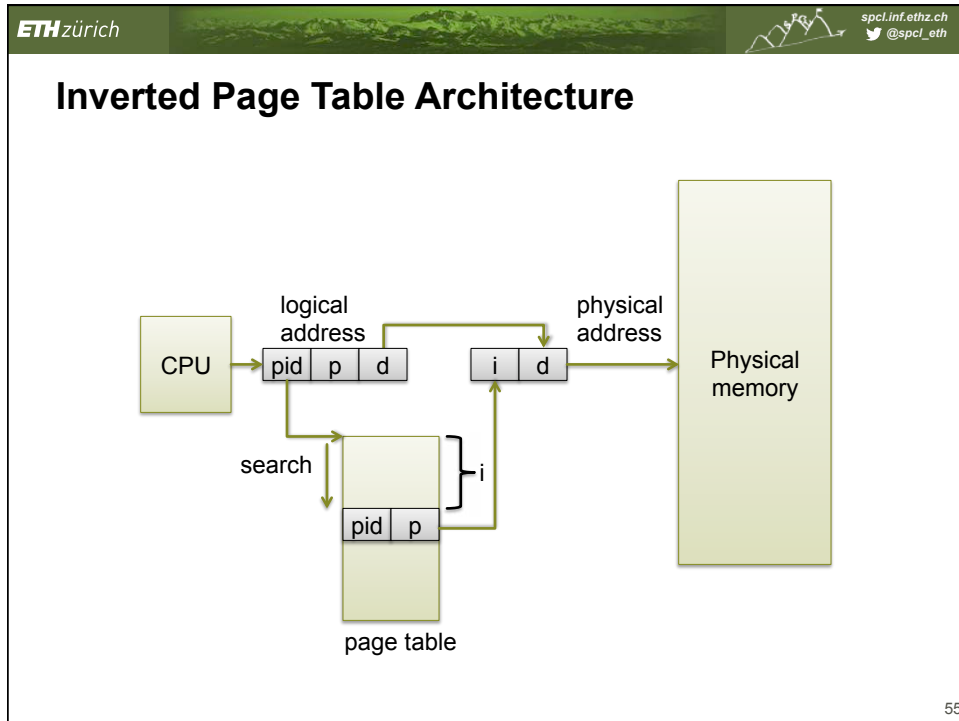 ETH zürich
spcl.inf.ethz.ch
@spcl_eth
Inverted Page Table Architecture
logical
address
physical
address
CPU
pid p d
i d
Physical
memory
search
i
pid p
page table
55